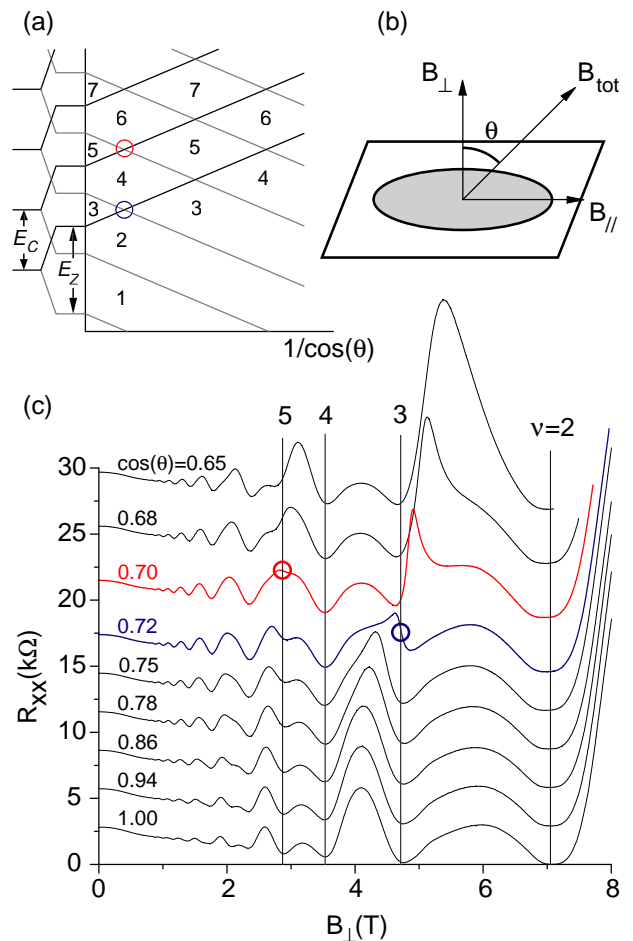 (a)
7 7
6 6
5 5
4 4
3 3
2
1
E_C
E_Z
1/cos(θ)
(b)
B⊥
B_tot
θ
B_//
(c)
5 4 3 ν=2
30
25
20
15
10
5
0
R_XX(kΩ)
cos(θ)=0.65
0.68
0.70
0.72
0.75
0.78
0.86
0.94
1.00
0 2 4 6 8
B⊥(T)